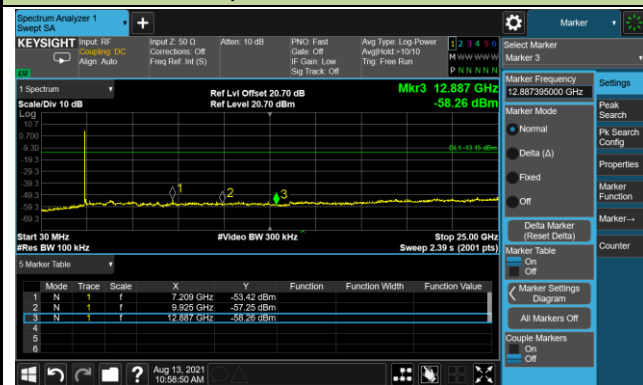 Spectrum Analyzer 1
Swept SA
Marker
KEYSIGHT
Input: RF
Coupling: DC
Align: Auto
Input Z: 50 Ω
Corrections: Off
Freq Ref: Int (S)
Atten: 10 dB
PNO: Fast
Gate: Off
IF Gain: Low
Sig Track: Off
Avg Type: Log-Power
Avg|Hold:>10/10
Trig: Free Run
1 2 3 4 5 6
M W W W W W
P N N N N N
Select Marker
Marker 3
LXI
1 Spectrum
Scale/Div 10 dB
Log
Ref Lvl Offset 20.70 dB
Ref Level 20.70 dBm
Mkr3 12.887 GHz
-58.26 dBm
10.7
0.700
-9.30
-19.3
-29.3
-39.3
-49.3
-59.3
-69.3
DL1 -13.15 dBm
1
2
3
Start 30 MHz
#Res BW 100 kHz
#Video BW 300 kHz
Stop 25.00 GHz
Sweep 2.39 s (2001 pts)
5 Marker Table
Mode Trace Scale X Y Function Function Width Function Value
1 N 1 f 7.209 GHz -53.42 dBm
2 N 1 f 9.925 GHz -57.25 dBm
3 N 1 f 12.887 GHz -58.26 dBm
4
5
6
Marker Frequency
12.887395000 GHz
Marker Mode
Normal
Delta (Δ)
Fixed
Off
Delta Marker
(Reset Delta)
Marker Table
On
Off
Marker Settings
Diagram
All Markers Off
Couple Markers
On
Off
Settings
Peak
Search
Pk Search
Config
Properties
Marker
Function
Marker→
Counter
?
Aug 13, 2021
10:58:50 AM